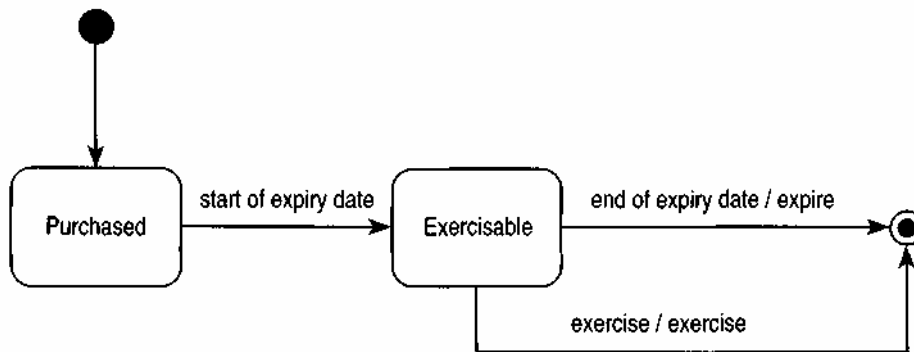 start of expiry date
end of expiry date / expire
Purchased
Exercisable
exercise / exercise